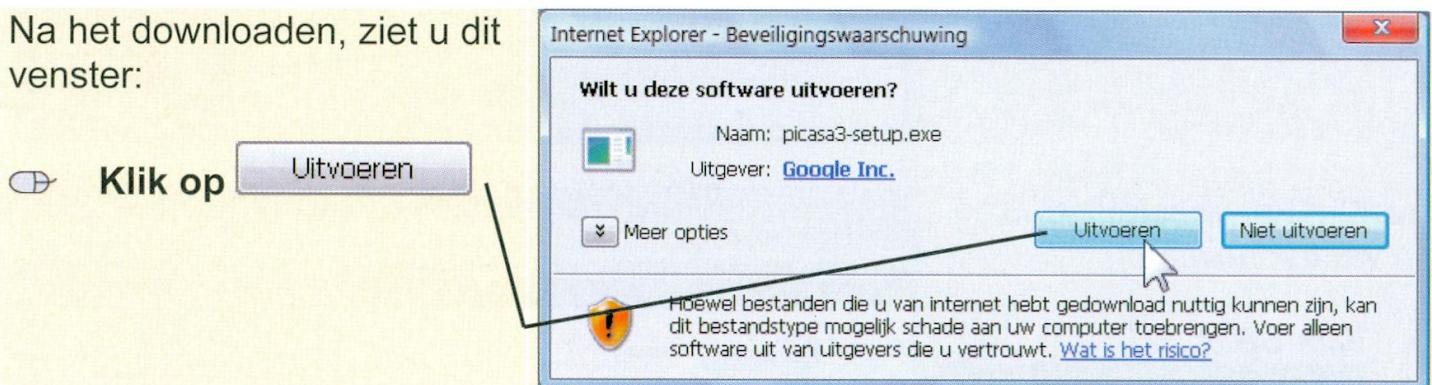 Na het downloaden, ziet u dit
venster:
Klik op Uitvoeren
Internet Explorer - Beveiligingswaarschuwing
Wilt u deze software uitvoeren?
Naam: picasa3-setup.exe
Uitgever: Google Inc.
Meer opties
Uitvoeren
Niet uitvoeren
Hoewel bestanden die u van internet hebt gedownload nuttig kunnen zijn, kan
dit bestandstype mogelijk schade aan uw computer toebrengen. Voer alleen
software uit van uitgevers die u vertrouwt. Wat is het risico?